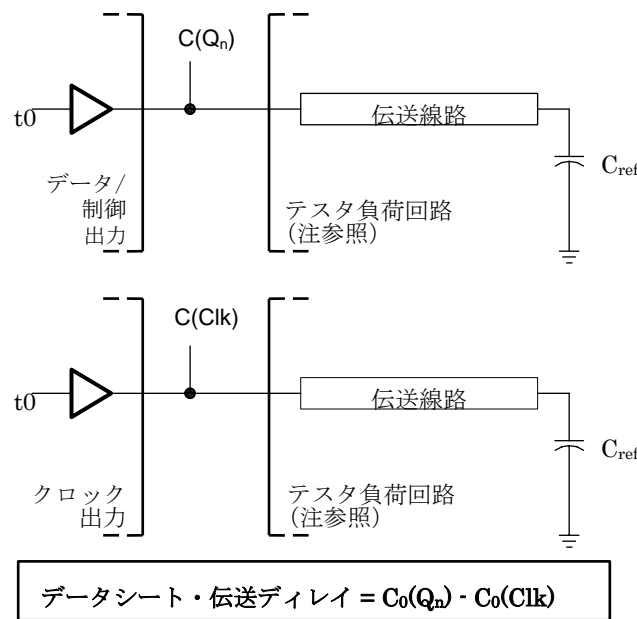 C(Qn)
t0
伝送線路
Cref
データ/
制御
出力
テスタ負荷回路
(注参照)
C(Clk)
t0
伝送線路
Cref
クロック
出力
テスタ負荷回路
(注参照)
データシート・伝送ディレイ = C0(Qn) - C0(Clk)